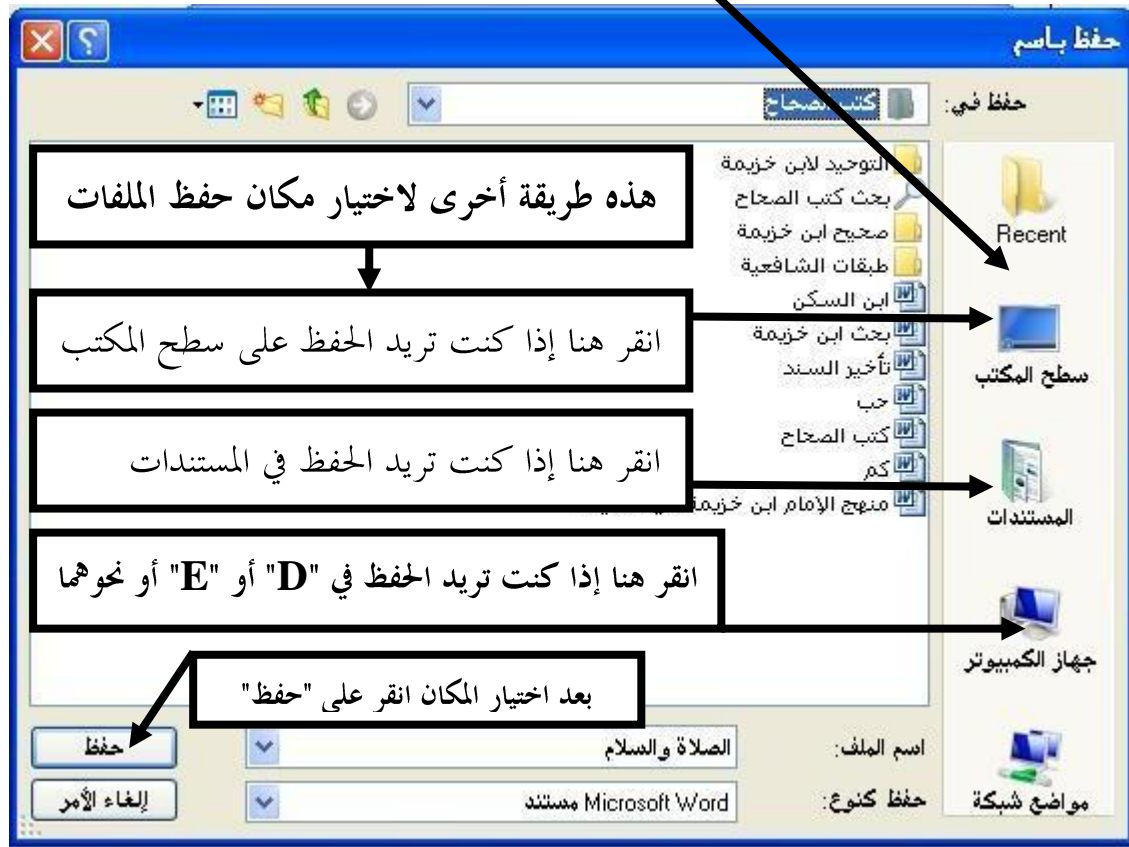 حفظ باسم
حفظ في:
كتب الصحاح
Recent
سطح المكتب
المستندات
جهاز الكمبيوتر
مواضع شبكة
التوحيد لابن خزيمة
بحث كتب الصحاح
صحيح ابن خزيمة
طبقات الشافعية
ابن السكن
بحث ابن خزيمة
تأخير السند
حب
كتب الصحاح
كم
منهج الإمام ابن خزيمة
هذه طريقة أخرى لاختيار مكان حفظ الملفات
انقر هنا إذا كنت تريد الحفظ على سطح المكتب
انقر هنا إذا كنت تريد الحفظ في المستندات
انقر هنا إذا كنت تريد الحفظ في "D" أو "E" أو نحوهما
بعد اختيار المكان انقر على "حفظ"
اسم الملف:
الصلاة والسلام
حفظ
حفظ كنوع:
مستند Microsoft Word
إلغاء الأمر